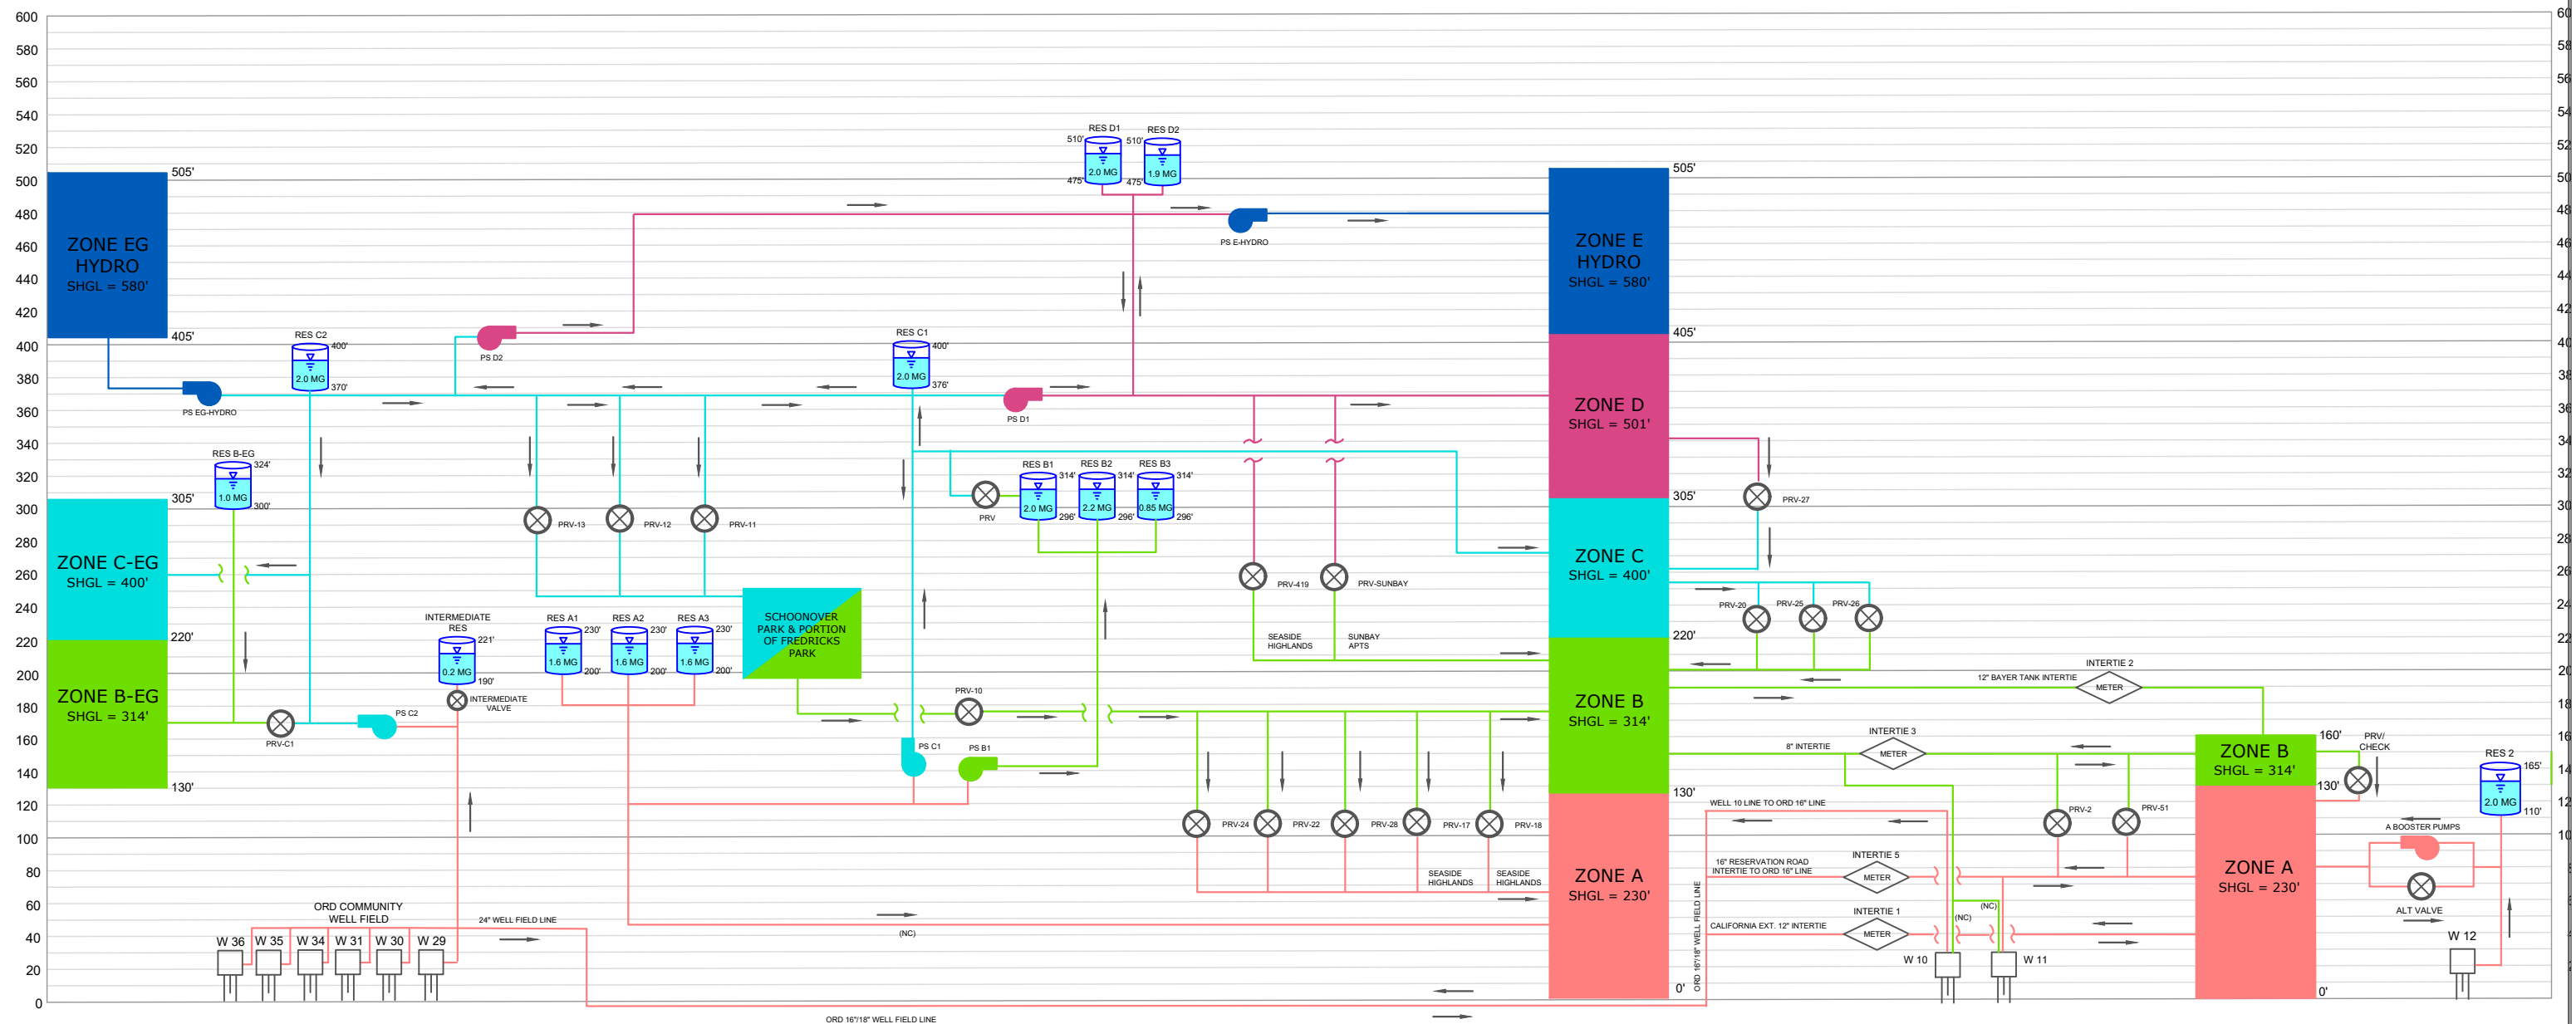 600
580
560
540
520
500
480
460
440
420
400
380
360
340
320
300
280
260
240
220
200
180
160
140
120
100
80
60
40
20
0
ZONE EG
HYDRO
SHGL = 580'
505'
405'
PS EG-HYDRO
RES C2
400'
2.0 MG
370'
RES B-EG
324'
1.0 MG
300'
305'
ZONE C-EG
SHGL = 400'
220'
ZONE B-EG
SHGL = 314'
130'
PRV-C1
PS C2
INTERMEDIATE
RES
221'
0.2 MG
190'
INTERMEDIATE
VALVE
ORD COMMUNITY
WELL FIELD
W 36
W 35
W 34
W 31
W 30
W 29
24" WELL FIELD LINE
ORD 16"/18" WELL FIELD LINE
PS D2
PRV-13
PRV-12
PRV-11
RES A1
230'
1.6 MG
200'
RES A2
230'
1.6 MG
200'
RES A3
230'
1.6 MG
200'
SCHOONOVER
PARK & PORTION
OF FREDRICKS
PARK
RES C1
400'
2.0 MG
376'
PS D1
RES D1
510'
2.0 MG
475'
RES D2
510'
1.9 MG
475'
PS E-HYDRO
PRV
RES B1
314'
2.0 MG
296'
RES B2
314'
2.2 MG
296'
RES B3
314'
0.85 MG
296'
PRV-419
PRV-SUNBAY
SEASIDE
HIGHLANDS
SUNBAY
APTS
PRV-10
PS C1
PS B1
PRV-24
PRV-22
PRV-28
PRV-17
PRV-18
SEASIDE
HIGHLANDS
SEASIDE
HIGHLANDS
(NC)
ZONE E
HYDRO
SHGL = 580'
505'
405'
ZONE D
SHGL = 501'
305'
ZONE C
SHGL = 400'
220'
ZONE B
SHGL = 314'
130'
ZONE A
SHGL = 230'
0'
PRV-27
PRV-20
PRV-25
PRV-26
INTERTIE 2
12" BAYER TANK INTERTIE
METER
INTERTIE 3
8" INTERTIE
METER
WELL 10 LINE TO ORD 16" LINE
PRV-2
PRV-51
INTERTIE 5
16" RESERVATION ROAD
INTERTIE TO ORD 16" LINE
METER
INTERTIE 1
CALIFORNIA EXT. 12" INTERTIE
METER
ORD 16"/18" WELL FIELD LINE
(NC)
(NC)
W 10
W 11
ZONE B
SHGL = 314'
160'
130'
ZONE A
SHGL = 230'
0'
PRV/
CHECK
RES 2
165'
2.0 MG
110'
A BOOSTER PUMPS
ALT VALVE
W 12